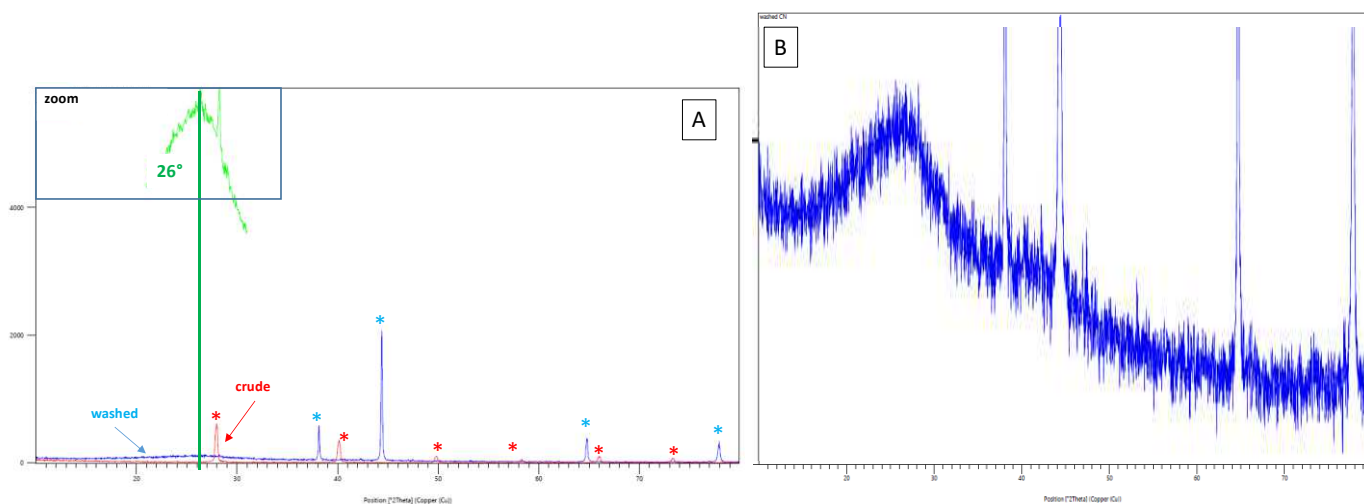 zoom
A
26°
4000
2000
0
* * * * * * * * * *
crude
washed
20 30 40 50 60 70
Position [°2Theta] (Copper (Cu))
washed CN
B
20 30 40 50 60 70
Position [°2Theta] (Copper (Cu))